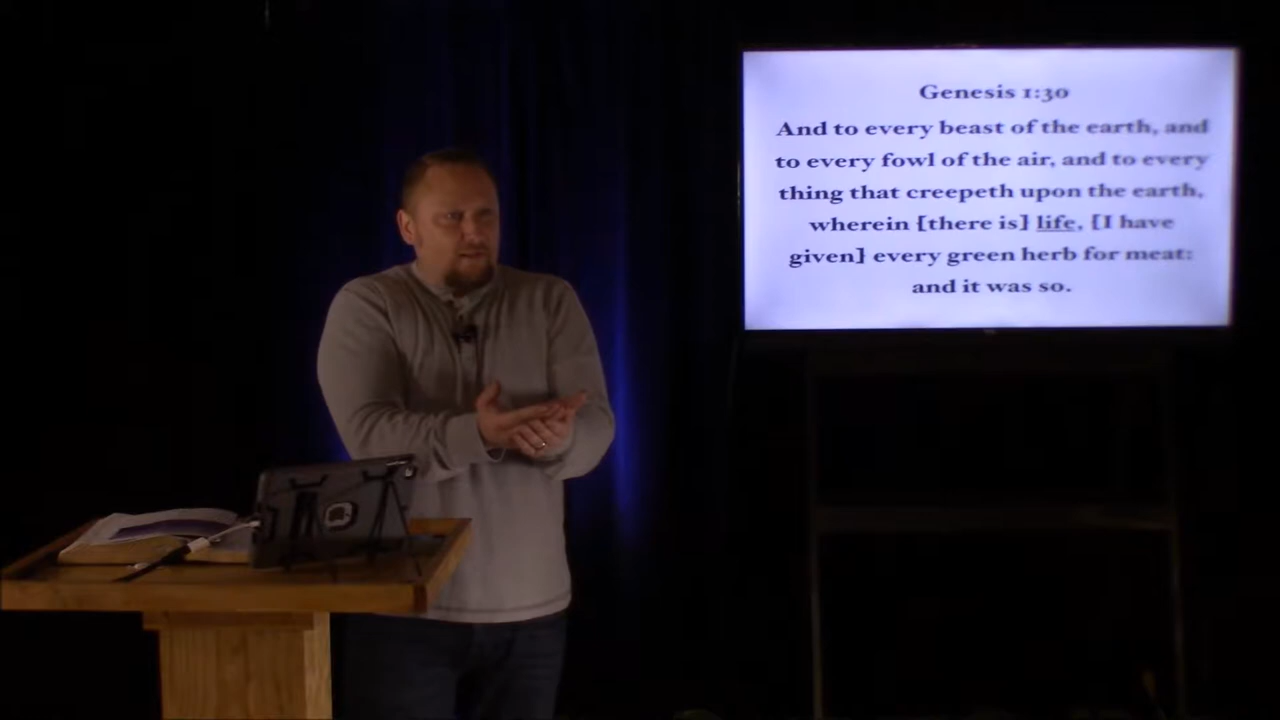 Genesis 1:30
And to every beast of the earth, and
to every fowl of the air, and to every
thing that creepeth upon the earth,
wherein [there is] life, [I have
given] every green herb for meat:
and it was so.